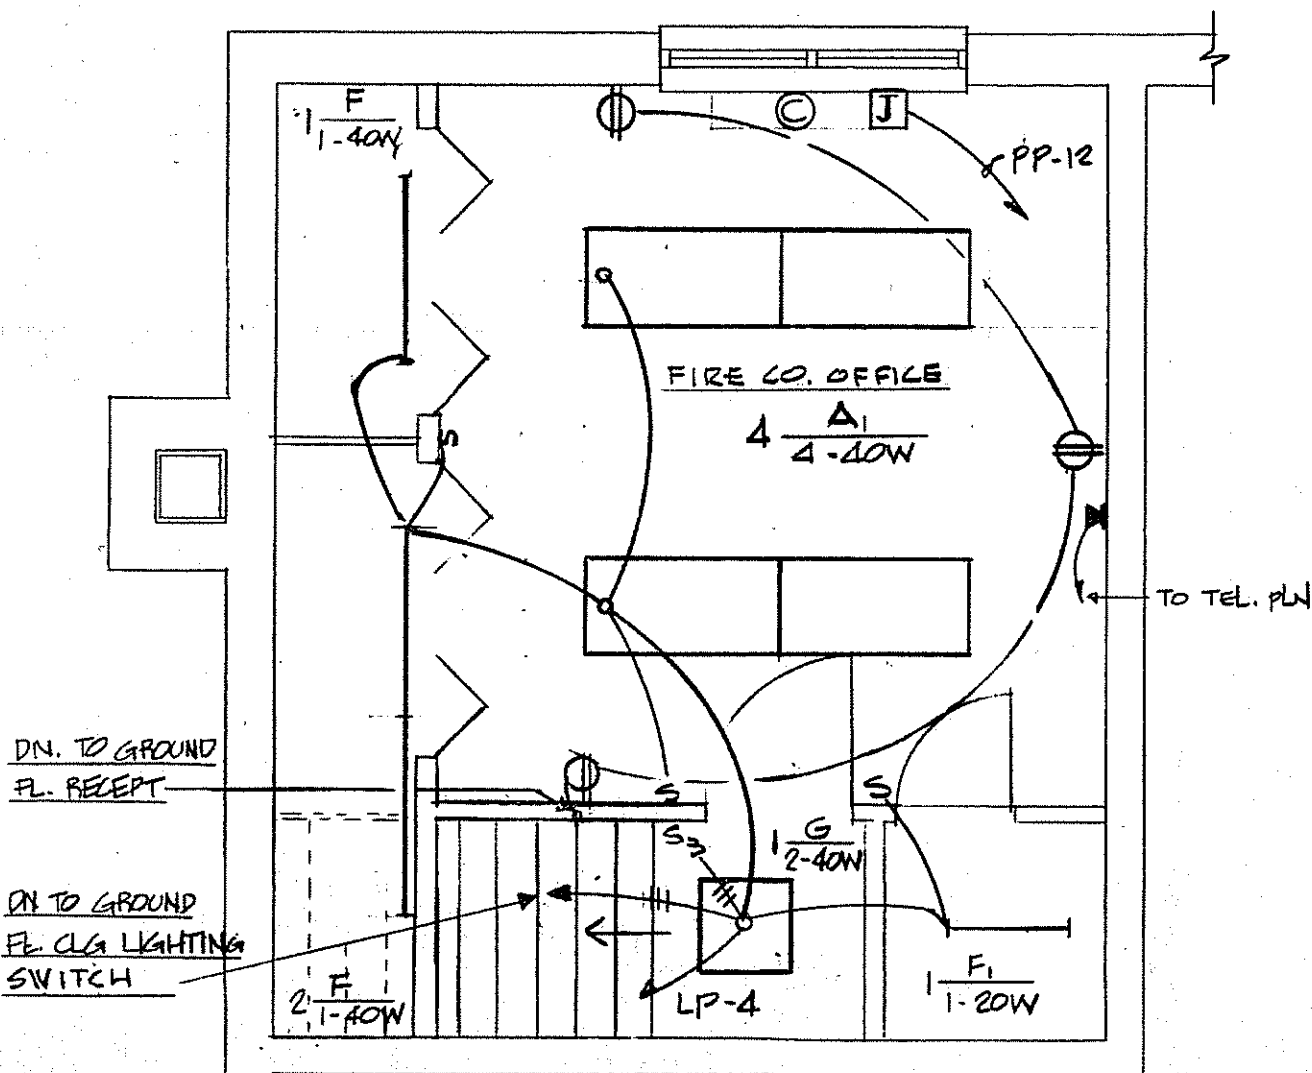 1 F
1-40W
C
J
PP-12
FIRE CO. OFFICE
4 A1
4-40W
S
TO TEL. PLN
DN. TO GROUND
FL. RECEPT
S
S
S3
1 G
2-40W
DN TO GROUND
FL. CLG LIGHTING
SWITCH
2 F
1-40W
LP-4
1 F1
1-20W